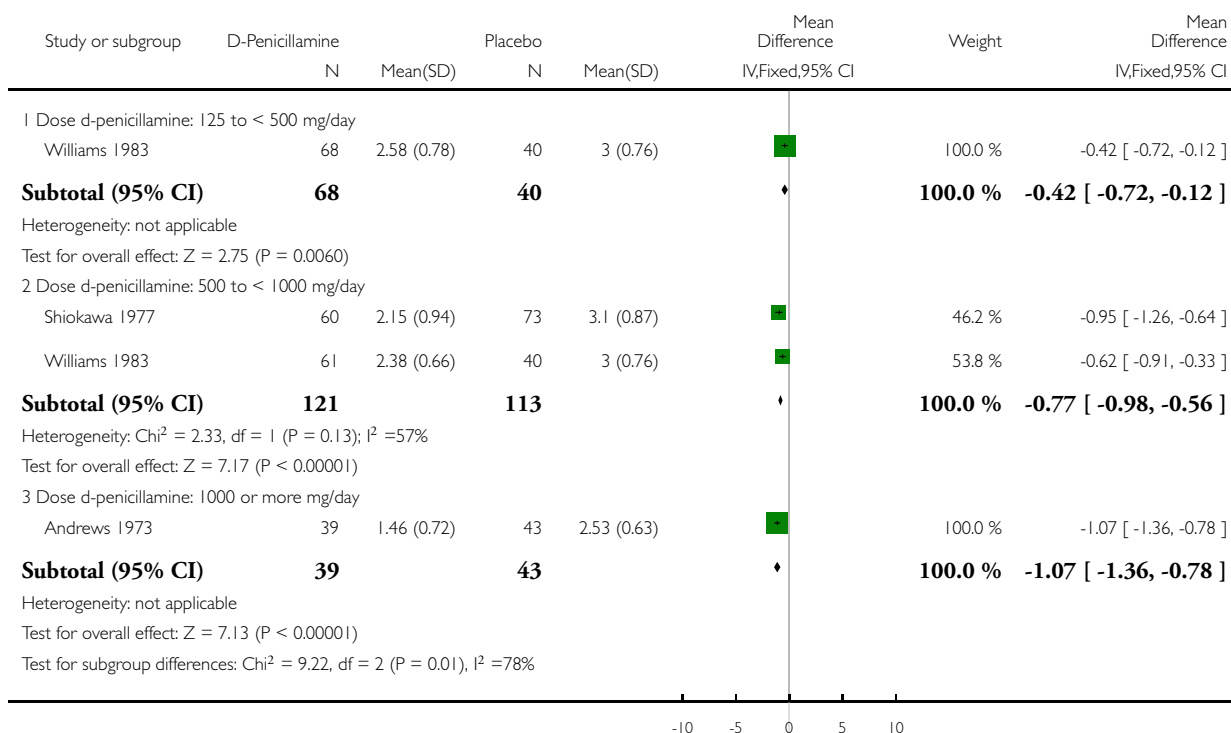 Study or subgroup D-Penicillamine Placebo Mean Difference Weight Mean Difference
N Mean(SD) N Mean(SD) IV,Fixed,95% CI IV,Fixed,95% CI
1 Dose d-penicillamine: 125 to < 500 mg/day
Williams 1983 68 2.58 (0.78) 40 3 (0.76) 100.0 % -0.42 [ -0.72, -0.12 ]
Subtotal (95% CI) 68 40 100.0 % -0.42 [ -0.72, -0.12 ]
Heterogeneity: not applicable
Test for overall effect: Z = 2.75 (P = 0.0060)
2 Dose d-penicillamine: 500 to < 1000 mg/day
Shiokawa 1977 60 2.15 (0.94) 73 3.1 (0.87) 46.2 % -0.95 [ -1.26, -0.64 ]
Williams 1983 61 2.38 (0.66) 40 3 (0.76) 53.8 % -0.62 [ -0.91, -0.33 ]
Subtotal (95% CI) 121 113 100.0 % -0.77 [ -0.98, -0.56 ]
Heterogeneity: Chi² = 2.33, df = 1 (P = 0.13); I² =57%
Test for overall effect: Z = 7.17 (P < 0.00001)
3 Dose d-penicillamine: 1000 or more mg/day
Andrews 1973 39 1.46 (0.72) 43 2.53 (0.63) 100.0 % -1.07 [ -1.36, -0.78 ]
Subtotal (95% CI) 39 43 100.0 % -1.07 [ -1.36, -0.78 ]
Heterogeneity: not applicable
Test for overall effect: Z = 7.13 (P < 0.00001)
Test for subgroup differences: Chi² = 9.22, df = 2 (P = 0.01), I² =78%
-10 -5 0 5 10